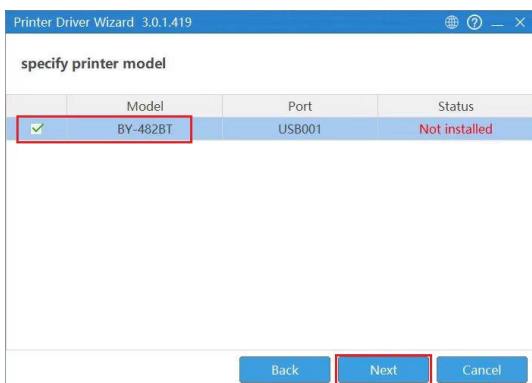 Printer Driver Wizard 3.0.1.419
specify printer model
Model Port Status
BY-482BT USB001 Not installed
Back Next Cancel